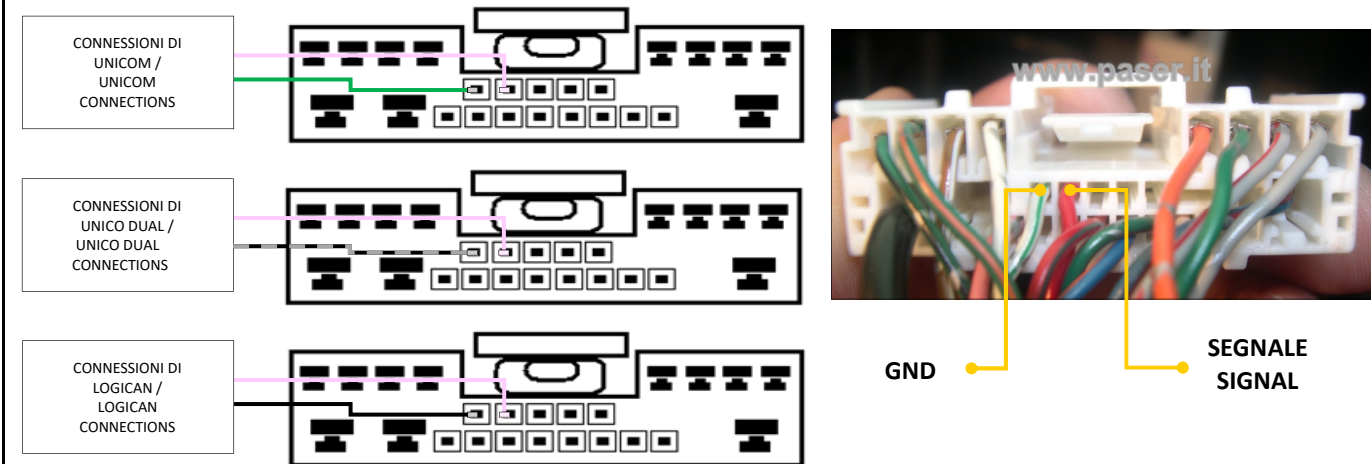 CONNESSIONI DI
UNICOM /
UNICOM
CONNECTIONS
CONNESSIONI DI
UNICO DUAL /
UNICO DUAL
CONNECTIONS
CONNESSIONI DI
LOGICAN /
LOGICAN
CONNECTIONS
www.paser.it
GND
SEGNALE
SIGNAL